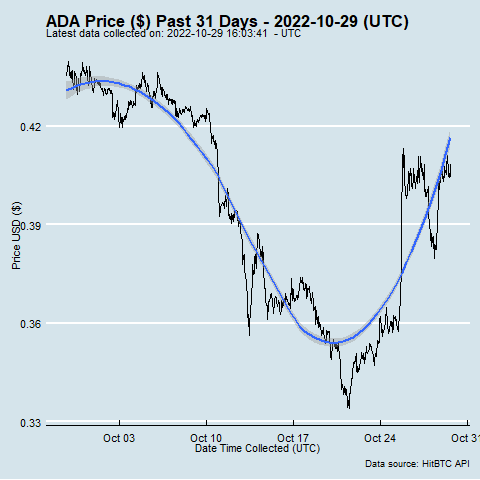 ADA Price ($) Past 31 Days - 2022-10-29 (UTC)
Latest data collected on: 2022-10-29 16:03:41 - UTC
0.42
0.39
0.36
0.33
Price USD ($)
Oct 03
Oct 10
Oct 17
Oct 24
Oct 31
Date Time Collected (UTC)
Data source: HitBTC API